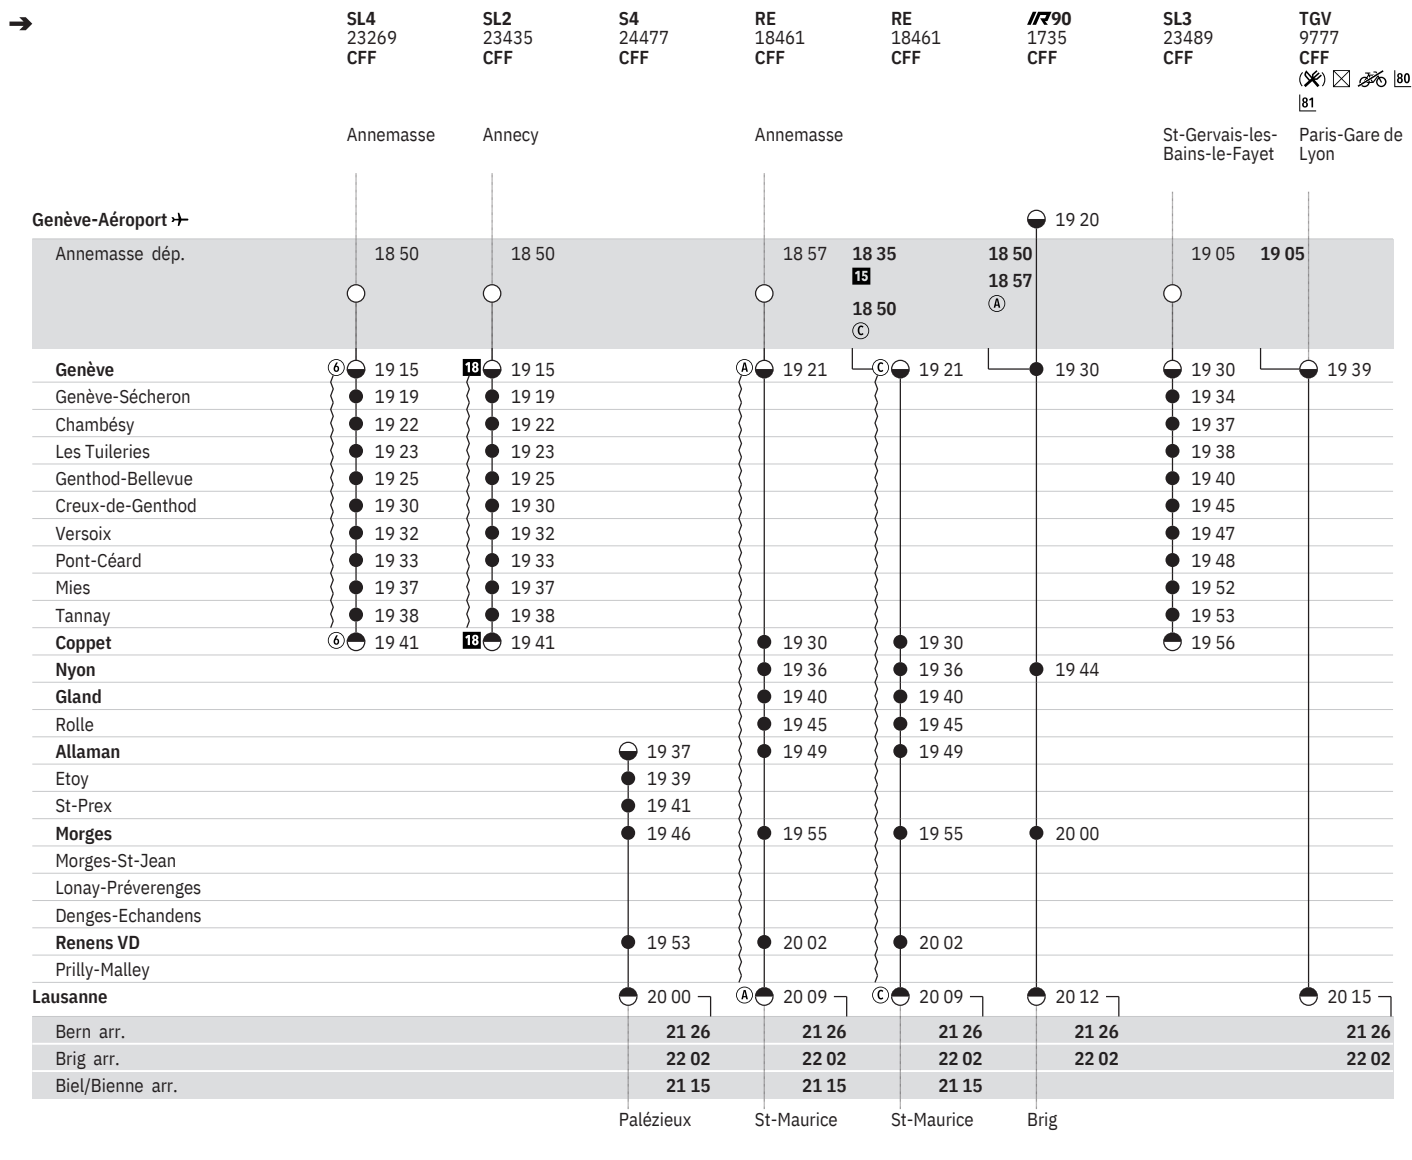 ➔ SL4 SL2 S4 RE RE IR90 SL3 TGV
23269 23435 24477 18461 18461 1735 23489 9777
CFF CFF CFF CFF CFF CFF CFF CFF
80
81
Annemasse Annecy Annemasse St-Gervais-les- Paris-Gare de
Bains-le-Fayet Lyon
Genève-Aéroport 19 20
Annemasse dép. 18 50 18 50 18 57 18 35 18 50 19 05 19 05
15 18 57
18 50 A
C
Genève 6 19 15 18 19 15 A 19 21 C 19 21 19 30 19 30 19 39
Genève-Sécheron 19 19 19 19 19 34
Chambésy 19 22 19 22 19 37
Les Tuileries 19 23 19 23 19 38
Genthod-Bellevue 19 25 19 25 19 40
Creux-de-Genthod 19 30 19 30 19 45
Versoix 19 32 19 32 19 47
Pont-Céard 19 33 19 33 19 48
Mies 19 37 19 37 19 52
Tannay 19 38 19 38 19 53
Coppet 6 19 41 18 19 41 19 30 19 30 19 56
Nyon 19 36 19 36 19 44
Gland 19 40 19 40
Rolle 19 45 19 45
Allaman 19 37 19 49 19 49
Etoy 19 39
St-Prex 19 41
Morges 19 46 19 55 19 55 20 00
Morges-St-Jean
Lonay-Préverenges
Denges-Echandens
Renens VD 19 53 20 02 20 02
Prilly-Malley
Lausanne 20 00 A 20 09 C 20 09 20 12 20 15
Bern arr. 21 26 21 26 21 26 21 26 21 26
Brig arr. 22 02 22 02 22 02 22 02 22 02
Biel/Bienne arr. 21 15 21 15 21 15
Palézieux St-Maurice St-Maurice Brig